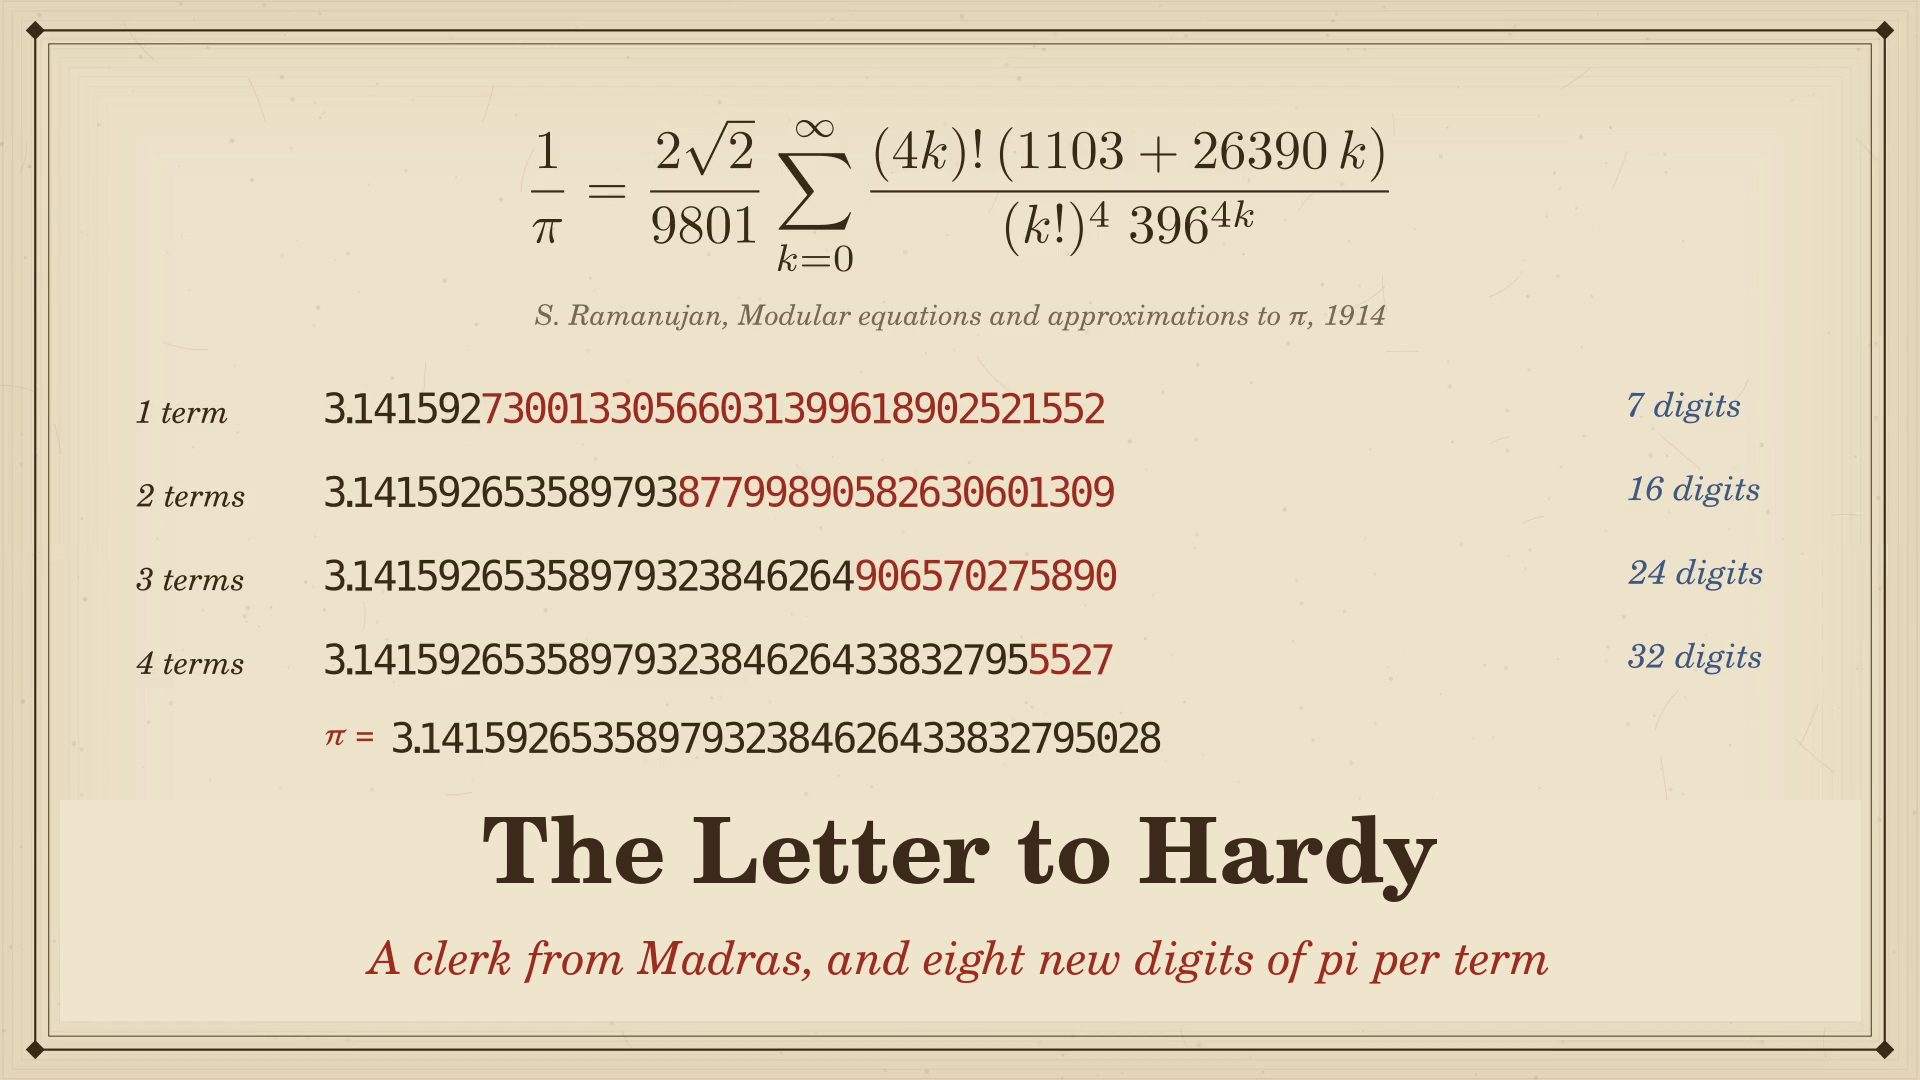 1/π = 2√2/9801 ∑_{k=0}^{∞} (4k)! (1103 + 26390 k)/(k!)^4 396^{4k}
S. Ramanujan, Modular equations and approximations to π, 1914
1 term 3.141592730013305660313996189025215​52 7 digits
2 terms 3.14159265358979387799890582630601309 16 digits
3 terms 3.14159265358979323846264906570275890 24 digits
4 terms 3.14159265358979323846264338327955527 32 digits
π = 3.1415926535897932384626433832795028
The Letter to Hardy
A clerk from Madras, and eight new digits of pi per term